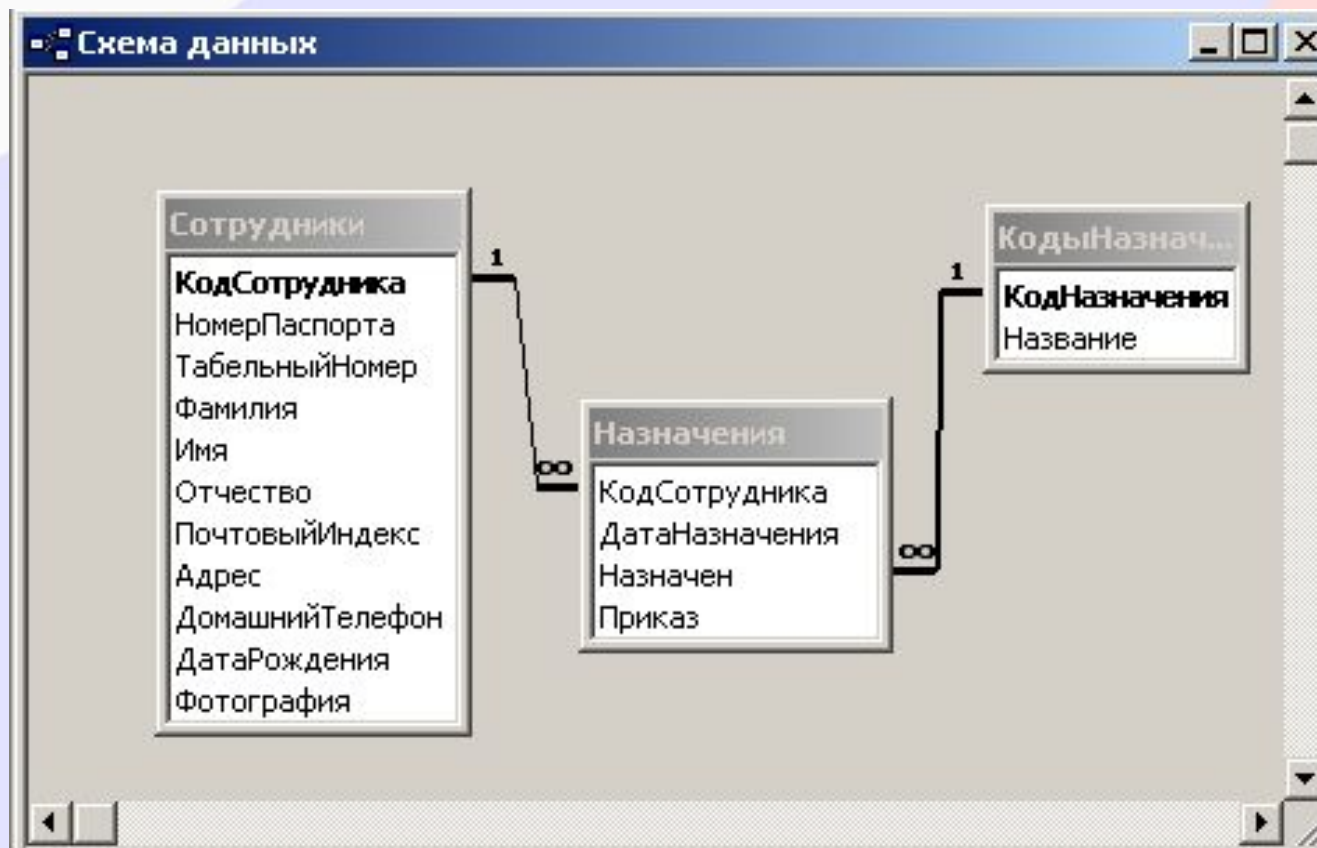 Схема данных
Сотрудники
КодСотрудника
НомерПаспорта
ТабельныйНомер
Фамилия
Имя
Отчество
ПочтовыйИндекс
Адрес
ДомашнийТелефон
ДатаРождения
Фотография
1
∞
Назначения
КодСотрудника
ДатаНазначения
Назначен
Приказ
∞
1
КодыНазнач...
КодНазначения
Название